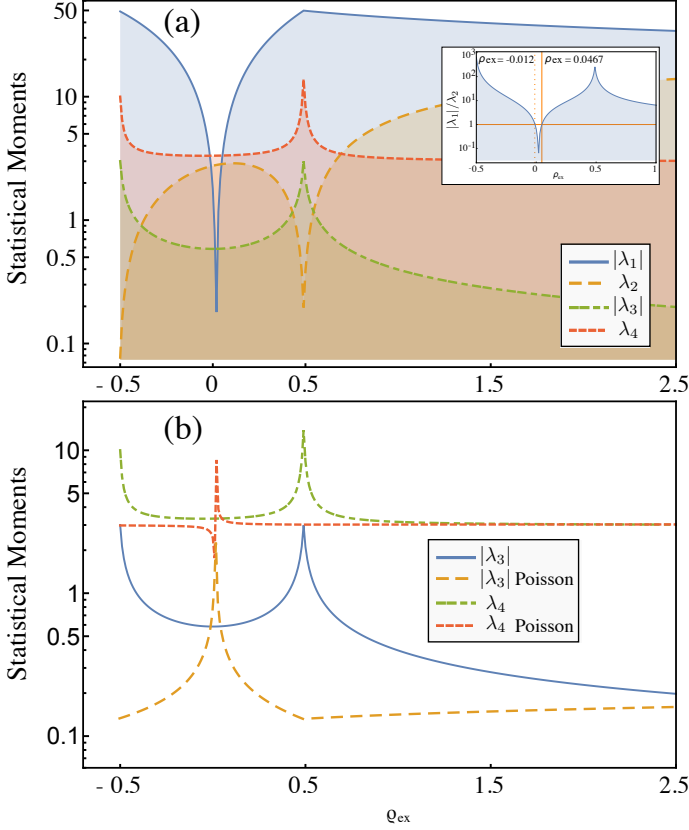 (a)
Statistical Moments
50
10
5
1
0.5
0.1
- 0.5
0
0.5
1.5
2.5
ρex = -0.012
ρex = 0.0467
|λ1|/λ2
10³
10²
10
1
10⁻¹
-0.5
0
0.5
1
ρex
|λ1|
λ2
|λ3|
λ4
(b)
Statistical Moments
10
5
1
0.5
0.1
- 0.5
0
0.5
1.5
2.5
|λ3|
|λ3| Poisson
λ4
λ4 Poisson
ϱex